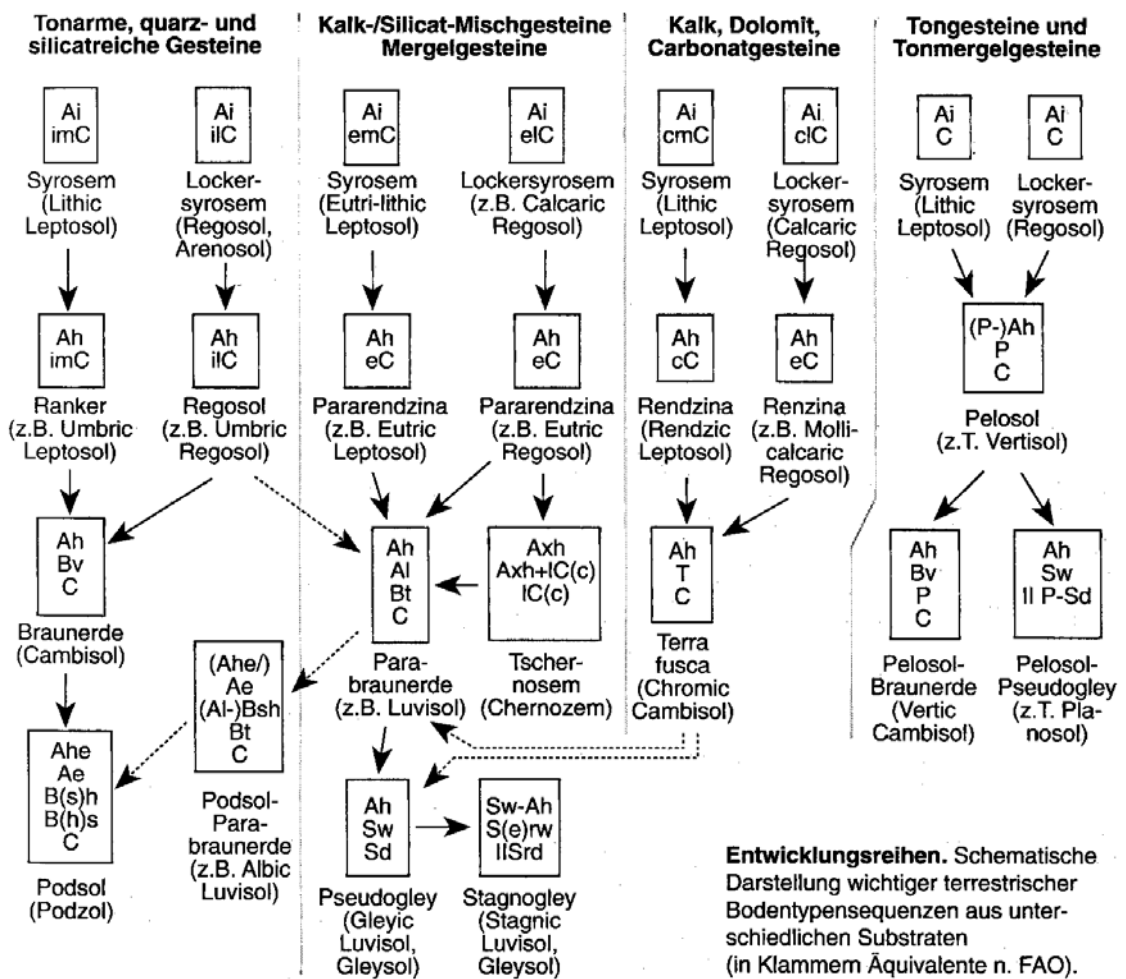 Tonarme, quarz- und
silicatreiche Gesteine
Ai
imC
Syrosem
(Lithic
Leptosol)
Ai
ilC
Locker-
syrosem
(Regosol,
Arenosol)
Ah
imC
Ranker
(z.B. Umbric
Leptosol)
Ah
ilC
Regosol
(z.B. Umbric
Regosol)
Ah
Bv
C
Braunerde
(Cambisol)
(Ahe/)
Ae
(Al-)Bsh
Bt
C
Podsol-
Para-
braunerde
(z.B. Albic
Luvisol)
Ahe
Ae
B(s)h
B(h)s
C
Podsol
(Podzol)
Kalk-/Silicat-Mischgesteine
Mergelgesteine
Ai
emC
Syrosem
(Eutri-lithic
Leptosol)
Ai
elC
Lockersyrosem
(z.B. Calcaric
Regosol)
Ah
eC
Pararendzina
(z.B. Eutric
Leptosol)
Ah
eC
Pararendzina
(z.B. Eutric
Regosol)
Ah
Al
Bt
C
Para-
braunerde
(z.B. Luvisol)
Axh
Axh+lC(c)
lC(c)
Tscher-
nosem
(Chernozem)
Ah
Sw
Sd
Pseudogley
(Gleyic
Luvisol,
Gleysol)
Sw-Ah
S(e)rw
IISrd
Stagnogley
(Stagnic
Luvisol,
Gleysol)
Kalk, Dolomit,
Carbonatgesteine
Ai
cmC
Syrosem
(Lithic
Leptosol)
Ai
clC
Locker-
syrosem
(Calcaric
Regosol)
Ah
cC
Rendzina
(Rendzic
Leptosol)
Ah
eC
Renzina
(z.B. Molli-
calcaric
Regosol)
Ah
T
C
Terra
fusca
(Chromic
Cambisol)
Tongesteine und
Tonmergelgesteine
Ai
C
Syrosem
(Lithic
Leptosol)
Ai
C
Locker-
syrosem
(Regosol)
(P-)Ah
P
C
Pelosol
(z.T. Vertisol)
Ah
Bv
P
C
Pelosol-
Braunerde
(Vertic
Cambisol)
Ah
Sw
II P-Sd
Pelosol-
Pseudogley
(z.T. Pla-
nosol)
Entwicklungsreihen. Schematische
Darstellung wichtiger terrestrischer
Bodentypensequenzen aus unter-
schiedlichen Substraten
(in Klammem Äquivalente n. FAO).